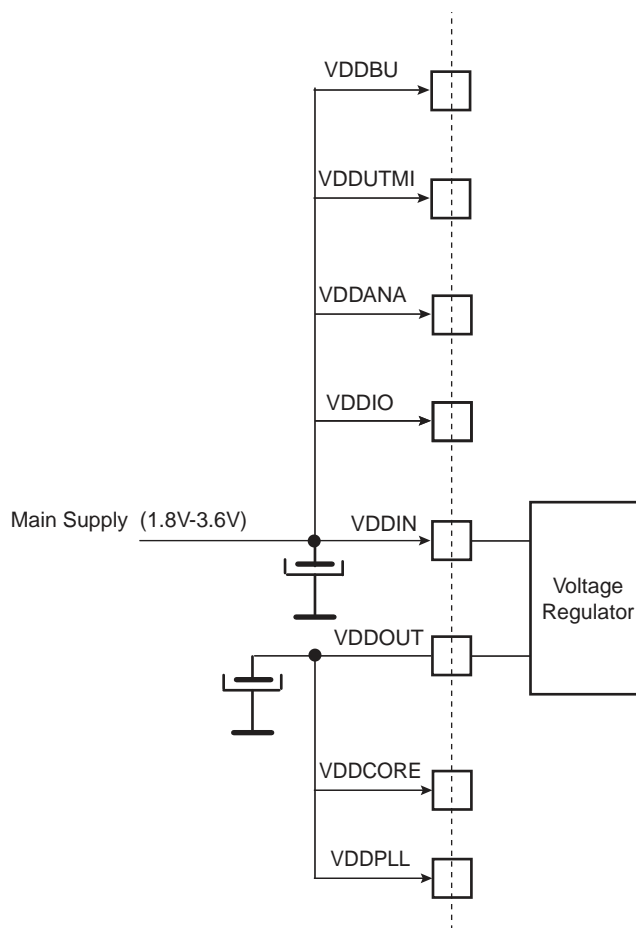 VDDBU
VDDUTMI
VDDANA
VDDIO
Main Supply (1.8V-3.6V)
VDDIN
Voltage
Regulator
VDDOUT
VDDCORE
VDDPLL